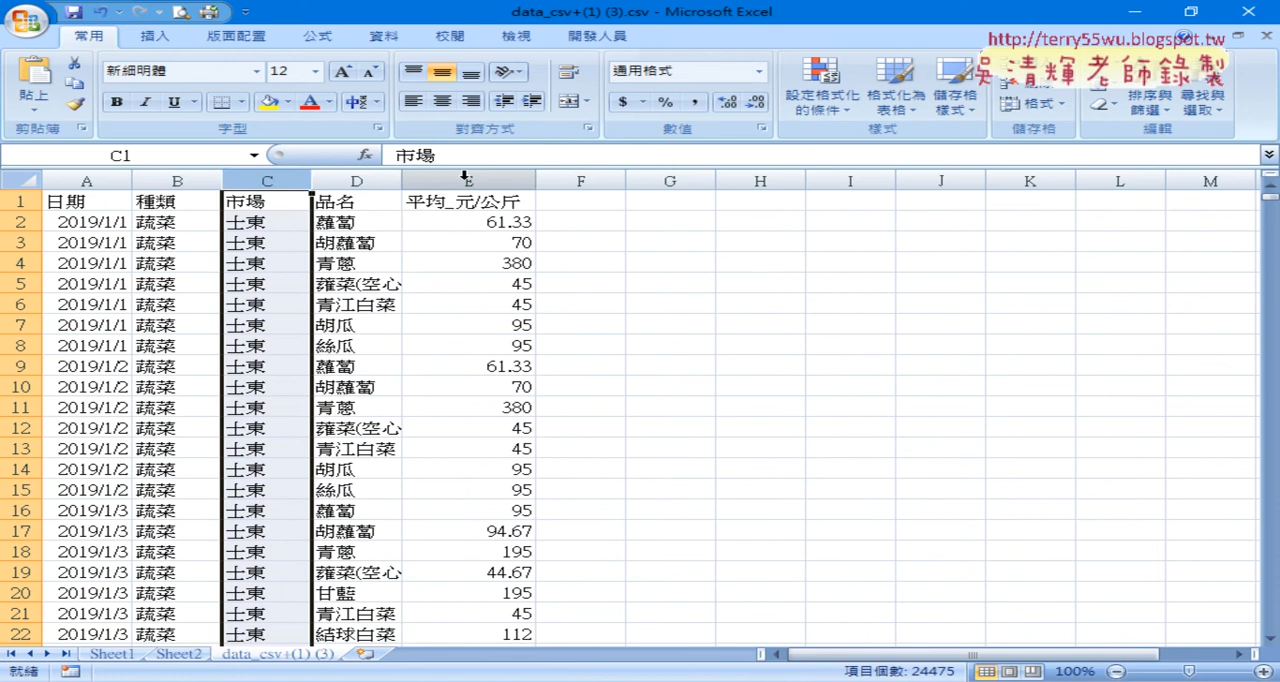 data_csv+(1) (3).csv - Microsoft Excel
常用 插入 版面配置 公式 資料 校閱 檢視 開發人員
http://terry55wu.blogspot.tw
吳清輝老師錄製
貼上
剪貼簿
新細明體 12
B I U
A
中
字型
對齊方式
通用格式
$ % ,
數值
設定格式化的條件
格式化為表格
儲存格樣式
樣式
格式
儲存格
排序與篩選
尋找與選取
編輯
C1 fx 市場
A B C D E F G H I J K L M
1 日期 種類 市場 品名 平均_元/公斤
2 2019/1/1 蔬菜 士東 蘿蔔 61.33
3 2019/1/1 蔬菜 士東 胡蘿蔔 70
4 2019/1/1 蔬菜 士東 青蔥 380
5 2019/1/1 蔬菜 士東 蕹菜(空心 45
6 2019/1/1 蔬菜 士東 青江白菜 45
7 2019/1/1 蔬菜 士東 胡瓜 95
8 2019/1/1 蔬菜 士東 絲瓜 95
9 2019/1/2 蔬菜 士東 蘿蔔 61.33
10 2019/1/2 蔬菜 士東 胡蘿蔔 70
11 2019/1/2 蔬菜 士東 青蔥 380
12 2019/1/2 蔬菜 士東 蕹菜(空心 45
13 2019/1/2 蔬菜 士東 青江白菜 45
14 2019/1/2 蔬菜 士東 胡瓜 95
15 2019/1/2 蔬菜 士東 絲瓜 95
16 2019/1/3 蔬菜 士東 蘿蔔 95
17 2019/1/3 蔬菜 士東 胡蘿蔔 94.67
18 2019/1/3 蔬菜 士東 青蔥 195
19 2019/1/3 蔬菜 士東 蕹菜(空心 44.67
20 2019/1/3 蔬菜 士東 甘藍 195
21 2019/1/3 蔬菜 士東 青江白菜 45
22 2019/1/3 蔬菜 士東 結球白菜 112
Sheet1 Sheet2 data_csv+(1) (3)
就緒 項目個數: 24475 100%